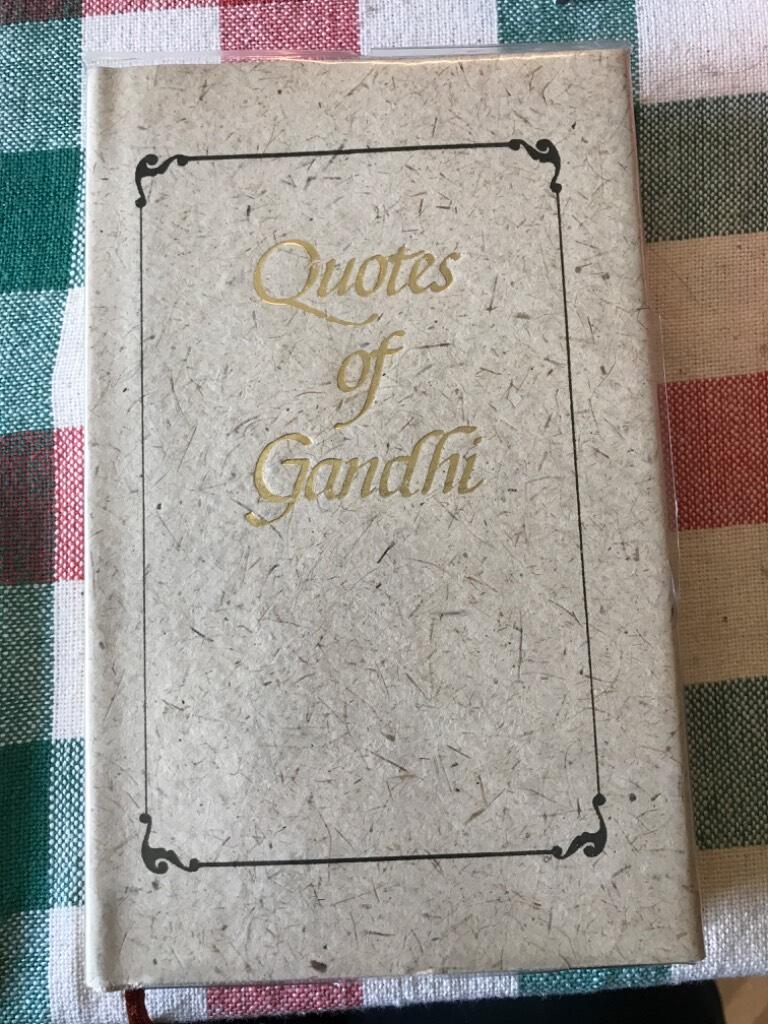 Quotes
of
Gandhi